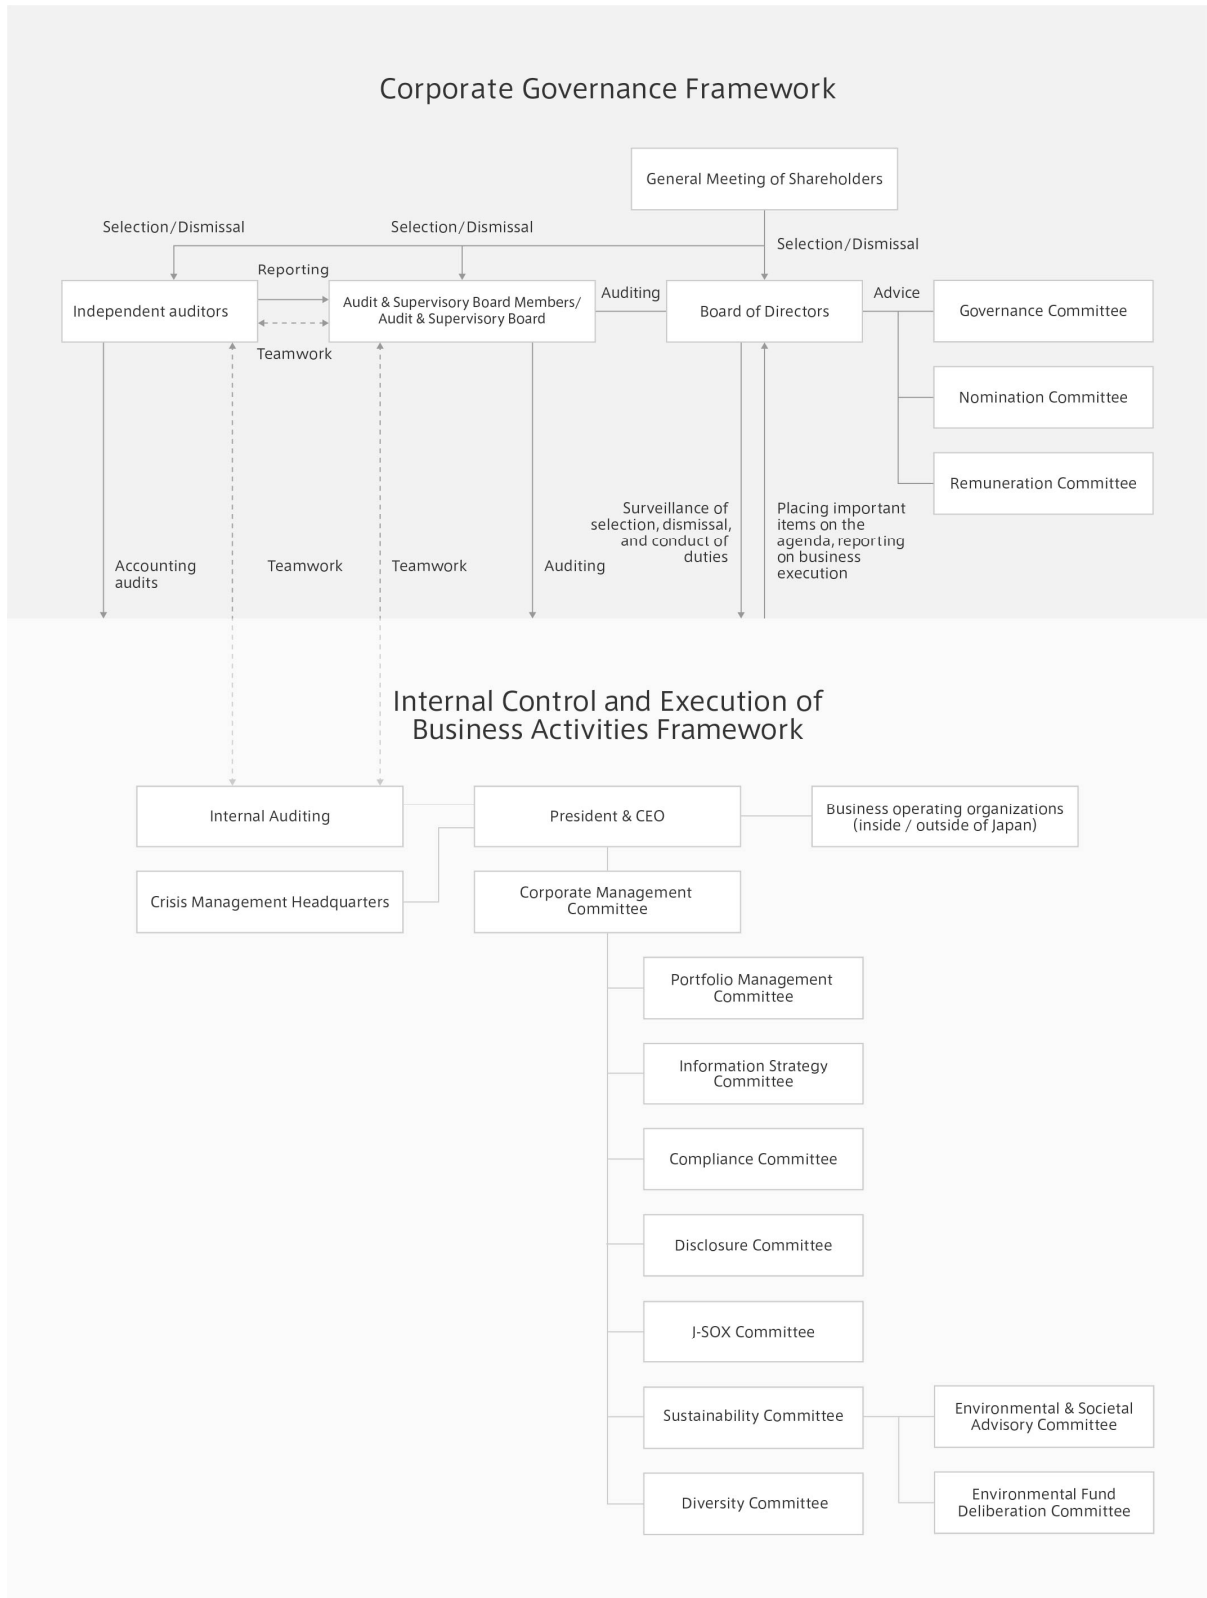 Corporate Governance Framework
General Meeting of Shareholders
Selection/Dismissal
Selection/Dismissal
Selection/Dismissal
Reporting
Independent auditors
Audit & Supervisory Board Members/
Audit & Supervisory Board
Auditing
Board of Directors
Advice
Governance Committee
Teamwork
Nomination Committee
Remuneration Committee
Accounting
audits
Teamwork
Teamwork
Auditing
Surveillance of
selection, dismissal,
and conduct of
duties
Placing important
items on the
agenda, reporting
on business
execution
Internal Control and Execution of
Business Activities Framework
Internal Auditing
President & CEO
Business operating organizations
(inside / outside of Japan)
Crisis Management Headquarters
Corporate Management
Committee
Portfolio Management
Committee
Information Strategy
Committee
Compliance Committee
Disclosure Committee
J-SOX Committee
Sustainability Committee
Environmental & Societal
Advisory Committee
Diversity Committee
Environmental Fund
Deliberation Committee